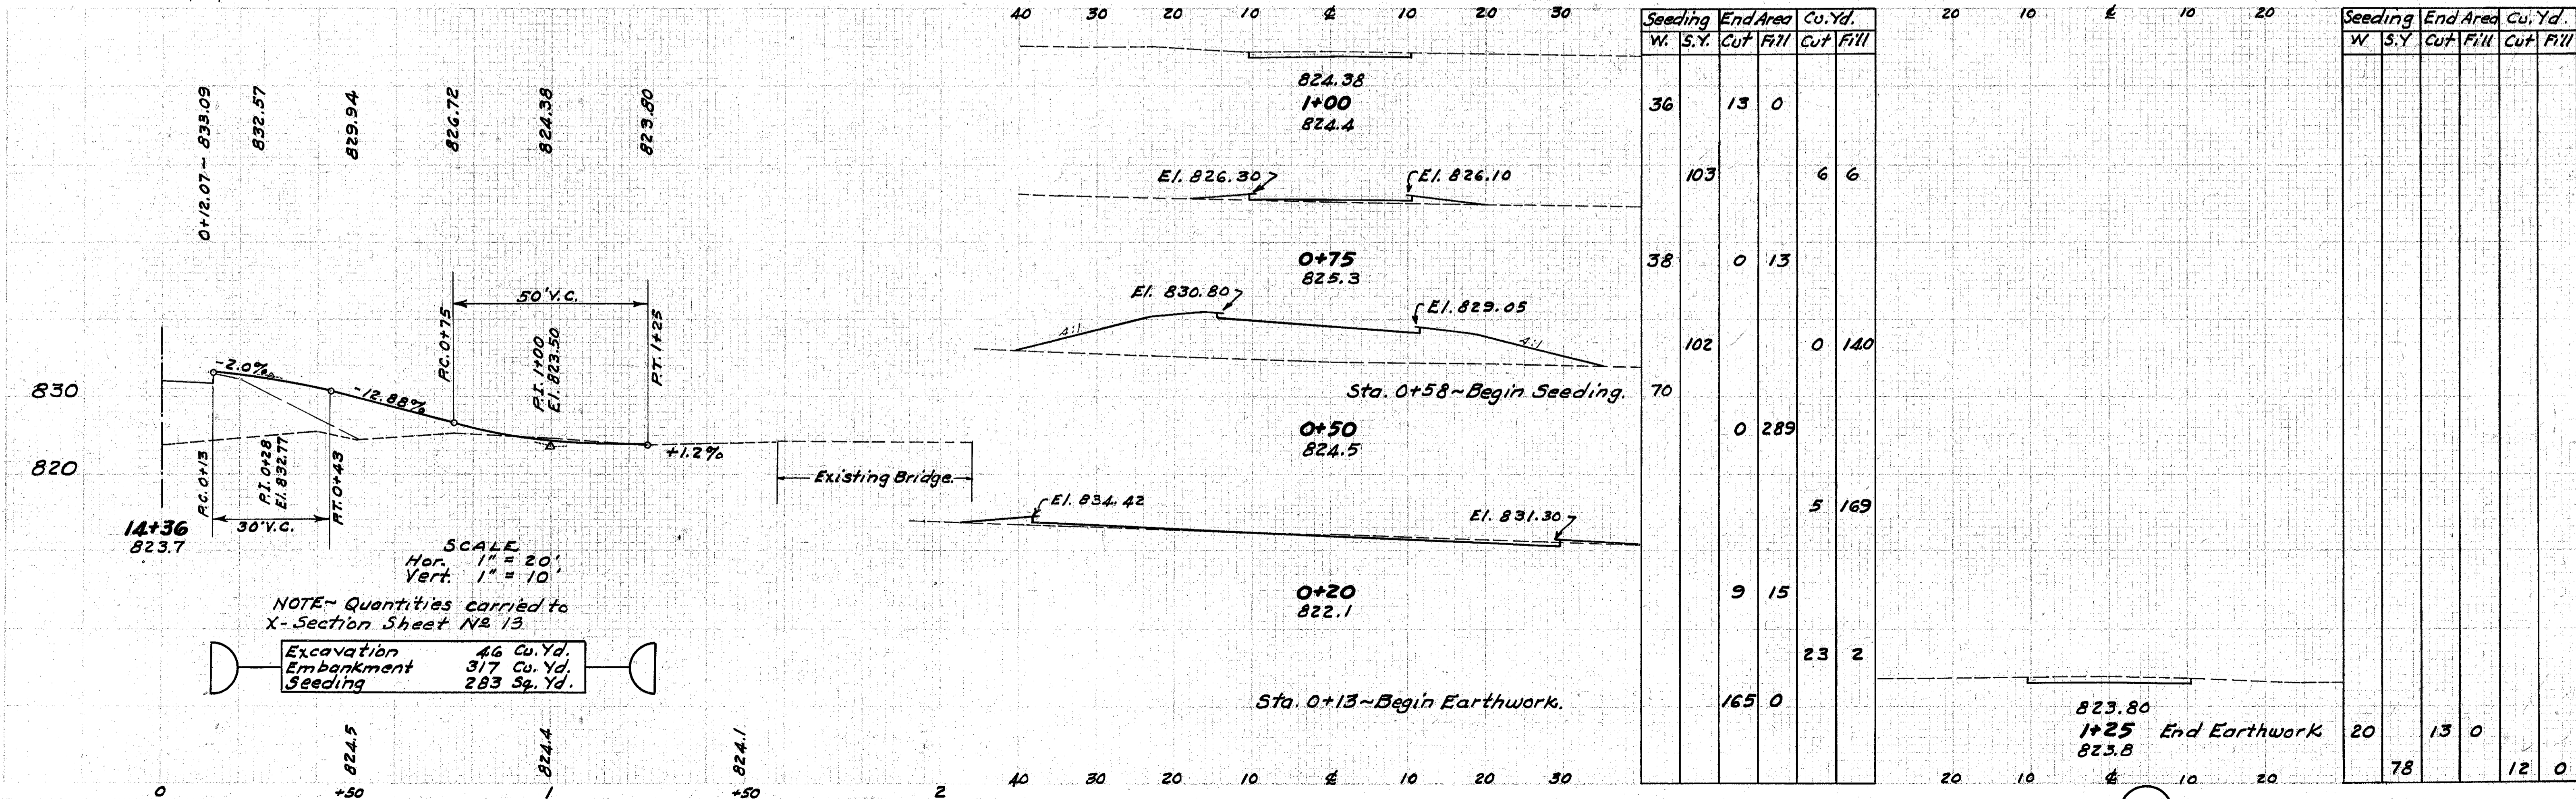 0+12.07~ 833.09
832.57
829.94
826.72
824.38
823.80
-2.0%
-12.88%
P.C. 0+75
50' V.C.
P.I. 1+00
El. 823.50
P.T. 1+25
+1.2%
830
820
P.C. 0+13
P.I. 0+28
El. 832.77
P.T. 0+43
30' V.C.
Existing Bridge.
14+36
823.7
SCALE
Hor. 1" = 20'
Vert. 1" = 10'
NOTE~ Quantities carried to
X-Section Sheet No 13
Excavation 46 Cu. Yd.
Embankment 317 Cu. Yd.
Seeding 283 Sq. Yd.
824.5
824.4
824.1
0 +50 1 +50 2
40 30 20 10 ℄ 10 20 30
824.38
1+00
824.4
El. 826.30
El. 826.10
0+75
825.3
El. 830.80
El. 829.05
4:1
4:1
Sta. 0+58~Begin Seeding.
0+50
824.5
El. 834.42
El. 831.30
0+20
822.1
Sta. 0+13~Begin Earthwork.
40 30 20 10 ℄ 10 20 30
Seeding End Area Cu. Yd.
W. S.Y. Cut Fill Cut Fill
36 13 0
103 6 6
38 0 13
102 0 140
70
0 289
5 169
9 15
23 2
165 0
20 10 ℄ 10 20
823.80
1+25 End Earthwork
823.8
20 10 ℄ 10 20
Seeding End Area Cu. Yd.
W S.Y Cut Fill Cut Fill
20 13 0
78 12 0